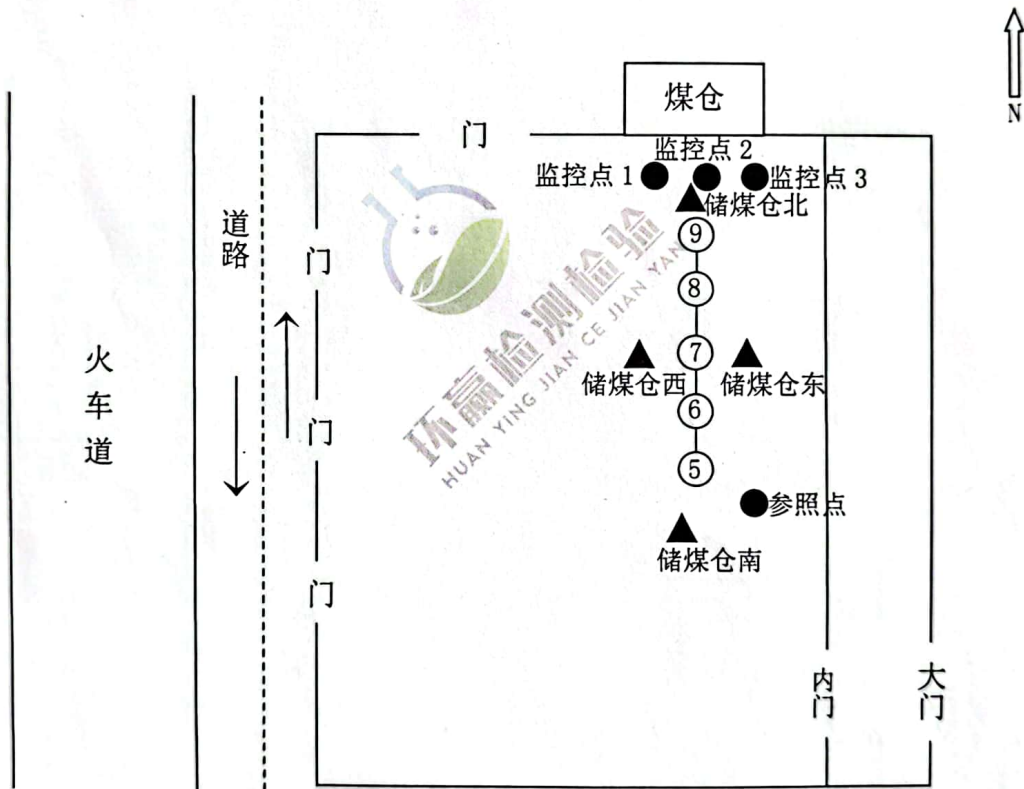 煤仓
N
门
监控点 2
监控点 1
监控点 3
储煤仓北
道路
门
⑨
⑧
环赢检测检验
HUAN YING JIAN CE JIAN YAN
火车道
⑦
储煤仓西
储煤仓东
⑥
门
⑤
参照点
储煤仓南
门
内门
大门